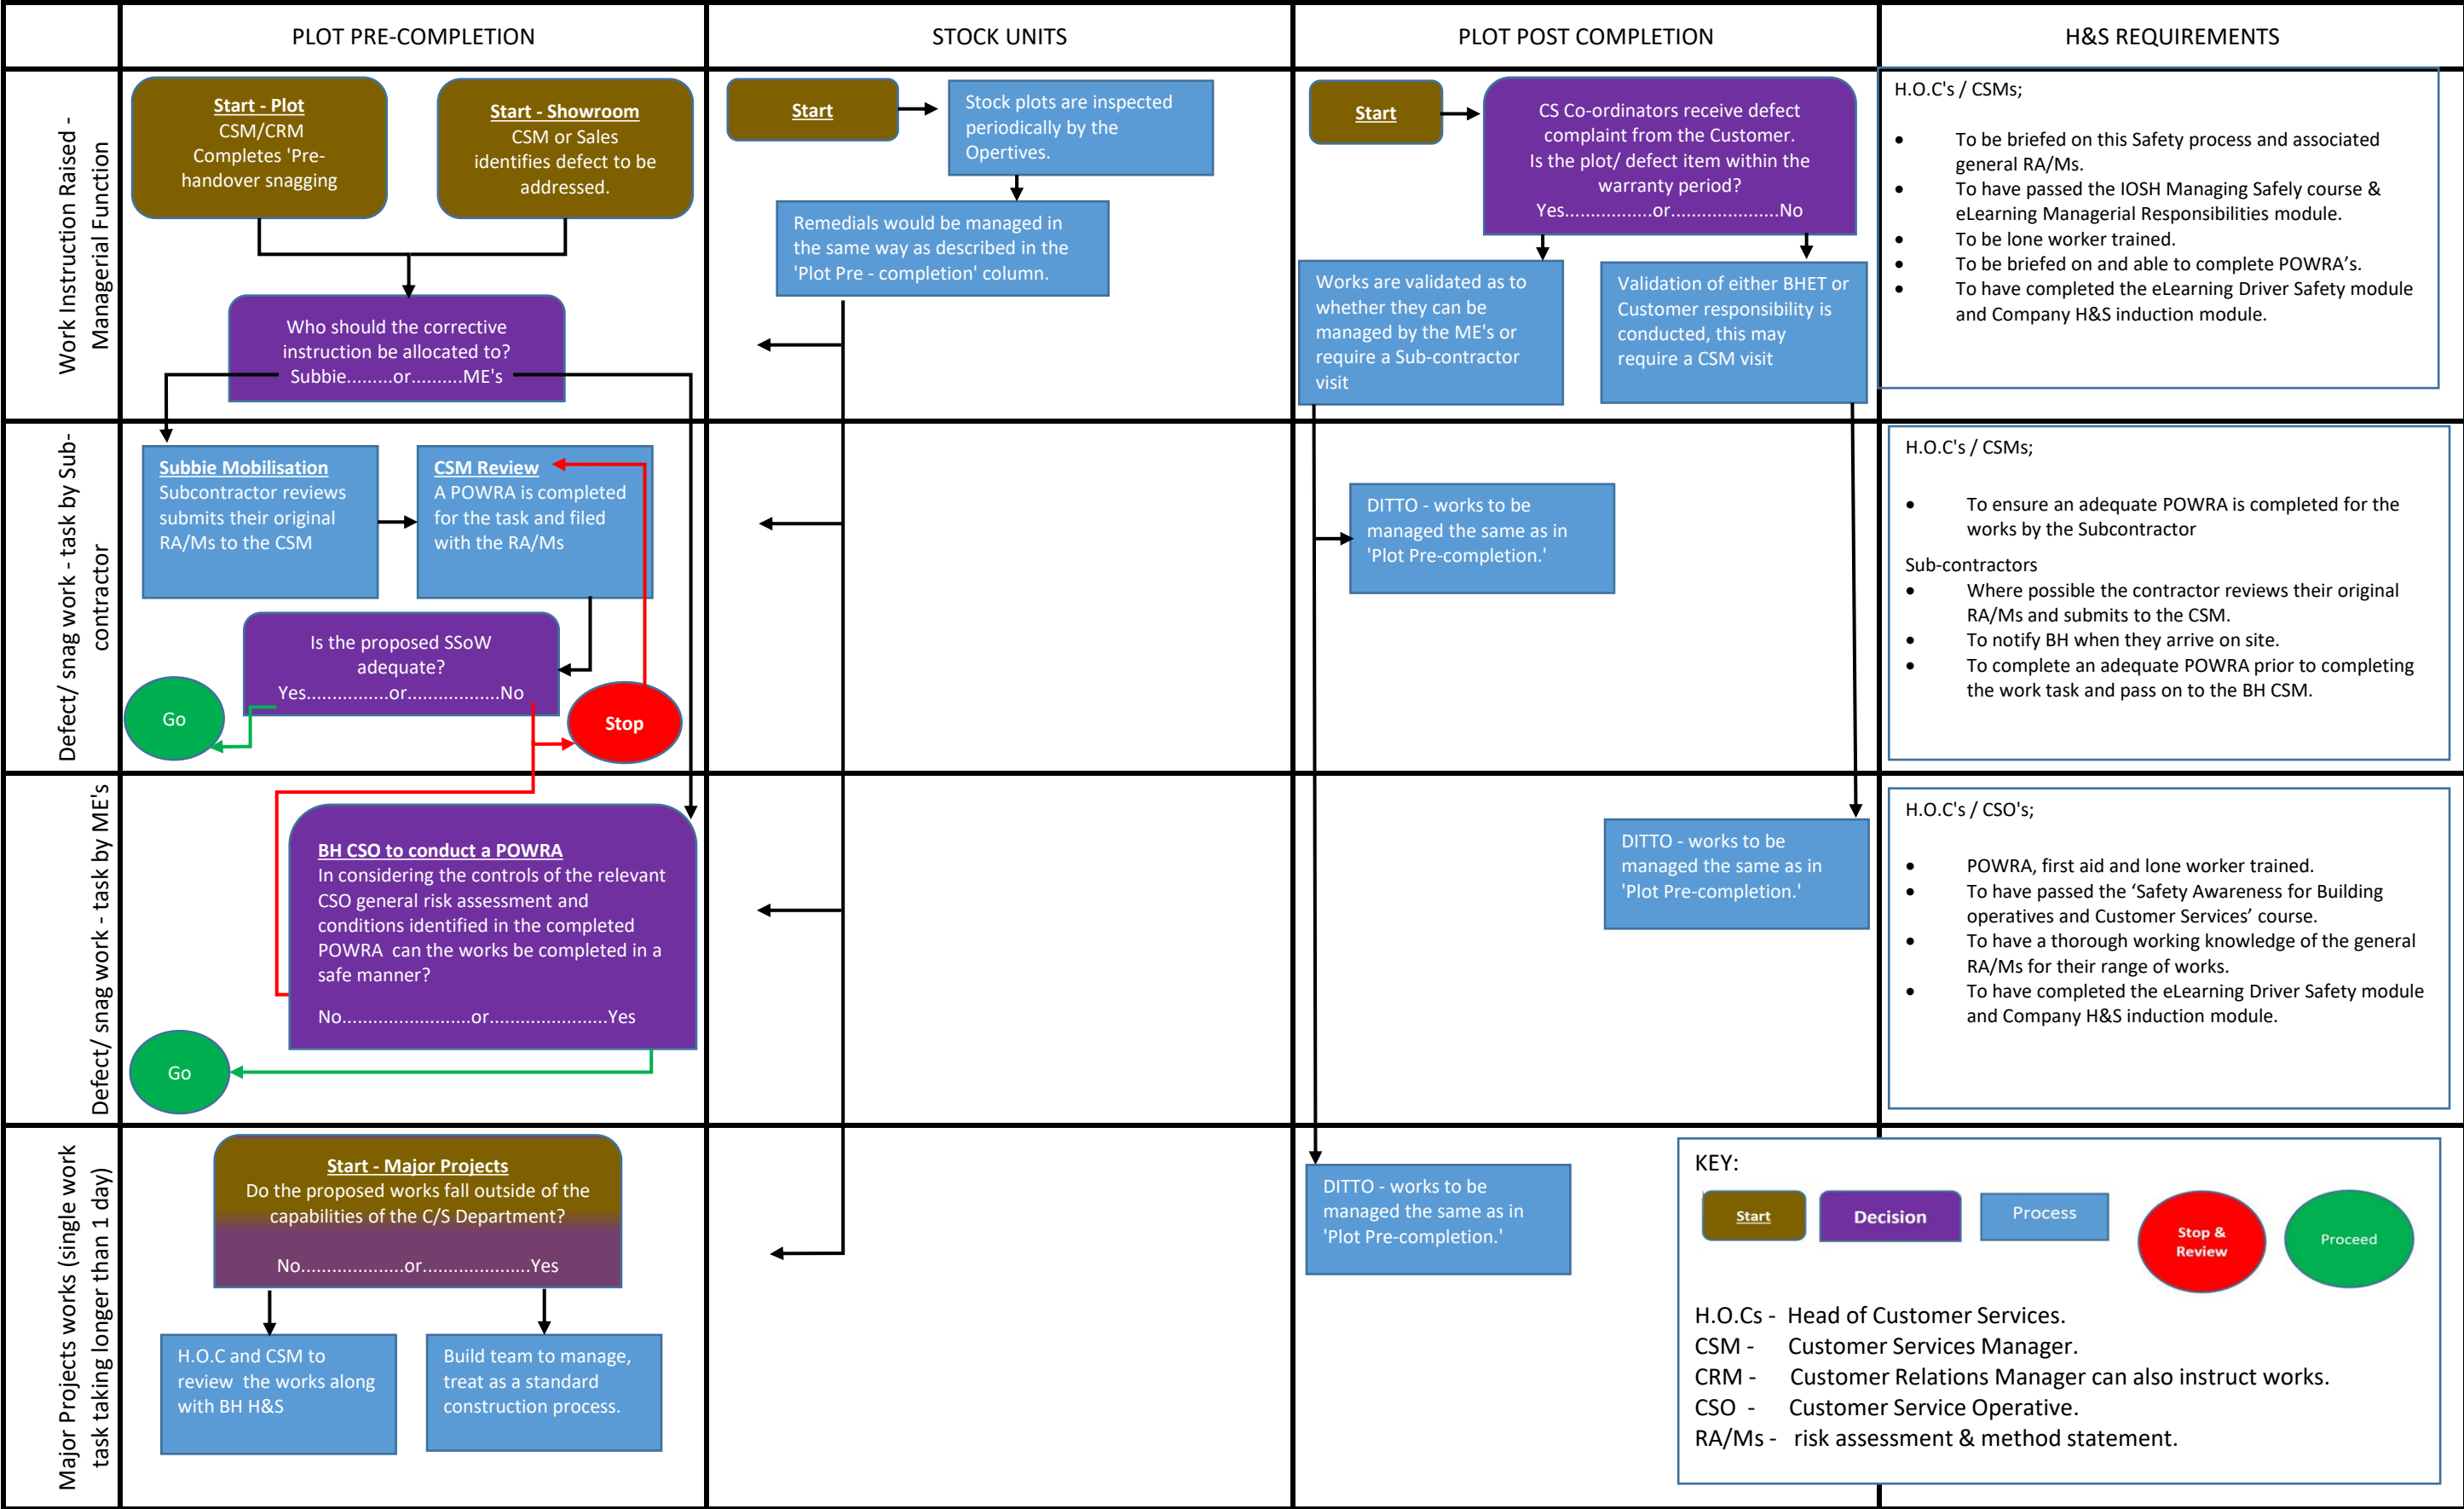 PLOT PRE-COMPLETION
STOCK UNITS
PLOT POST COMPLETION
H&S REQUIREMENTS
Work Instruction Raised -
Managerial Function
Start - Plot
CSM/CRM
Completes 'Pre-
handover snagging
Start - Showroom
CSM or Sales
identifies defect to be
addressed.
Who should the corrective
instruction be allocated to?
Subbie.........or..........ME's
Start
Stock plots are inspected
periodically by the
Opertives.
Remedials would be managed in
the same way as described in the
'Plot Pre - completion' column.
Start
CS Co-ordinators receive defect
complaint from the Customer.
Is the plot/ defect item within the
warranty period?
Yes.................or.....................No
Works are validated as to
whether they can be
managed by the ME's or
require a Sub-contractor
visit
Validation of either BHET or
Customer responsibility is
conducted, this may
require a CSM visit
H.O.C's / CSMs;
• To be briefed on this Safety process and associated
general RA/Ms.
• To have passed the IOSH Managing Safely course &
eLearning Managerial Responsibilities module.
• To be lone worker trained.
• To be briefed on and able to complete POWRA's.
• To have completed the eLearning Driver Safety module
and Company H&S induction module.
Defect/ snag work - task by Sub-
contractor
Subbie Mobilisation
Subcontractor reviews
submits their original
RA/Ms to the CSM
CSM Review
A POWRA is completed
for the task and filed
with the RA/Ms
Is the proposed SSoW
adequate?
Yes................or..................No
Go
Stop
DITTO - works to be
managed the same as in
'Plot Pre-completion.'
H.O.C's / CSMs;
• To ensure an adequate POWRA is completed for the
works by the Subcontractor
Sub-contractors
• Where possible the contractor reviews their original
RA/Ms and submits to the CSM.
• To notify BH when they arrive on site.
• To complete an adequate POWRA prior to completing
the work task and pass on to the BH CSM.
Defect/ snag work - task by ME's
BH CSO to conduct a POWRA
In considering the controls of the relevant
CSO general risk assessment and
conditions identified in the completed
POWRA can the works be completed in a
safe manner?
No.........................or.......................Yes
Go
DITTO - works to be
managed the same as in
'Plot Pre-completion.'
H.O.C's / CSO's;
• POWRA, first aid and lone worker trained.
• To have passed the ‘Safety Awareness for Building
operatives and Customer Services’ course.
• To have a thorough working knowledge of the general
RA/Ms for their range of works.
• To have completed the eLearning Driver Safety module
and Company H&S induction module.
Major Projects works (single work
task taking longer than 1 day)
Start - Major Projects
Do the proposed works fall outside of the
capabilities of the C/S Department?
No....................or.....................Yes
H.O.C and CSM to
review the works along
with BH H&S
Build team to manage,
treat as a standard
construction process.
DITTO - works to be
managed the same as in
'Plot Pre-completion.'
KEY:
Start
Decision
Process
Stop &
Review
Proceed
H.O.Cs - Head of Customer Services.
CSM - Customer Services Manager.
CRM - Customer Relations Manager can also instruct works.
CSO - Customer Service Operative.
RA/Ms - risk assessment & method statement.